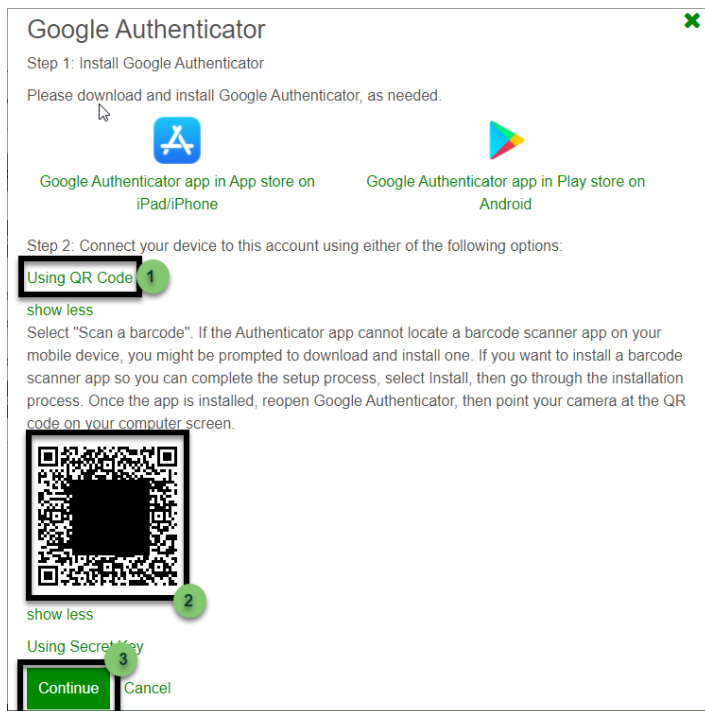 Google Authenticator
Step 1: Install Google Authenticator
Please download and install Google Authenticator, as needed.
Google Authenticator app in App store on
iPad/iPhone
Google Authenticator app in Play store on
Android
Step 2: Connect your device to this account using either of the following options:
Using QR Code
1
show less
Select "Scan a barcode". If the Authenticator app cannot locate a barcode scanner app on your
mobile device, you might be prompted to download and install one. If you want to install a barcode
scanner app so you can complete the setup process, select Install, then go through the installation
process. Once the app is installed, reopen Google Authenticator, then point your camera at the QR
code on your computer screen.
2
show less
Using Secret Key
3
Continue
Cancel